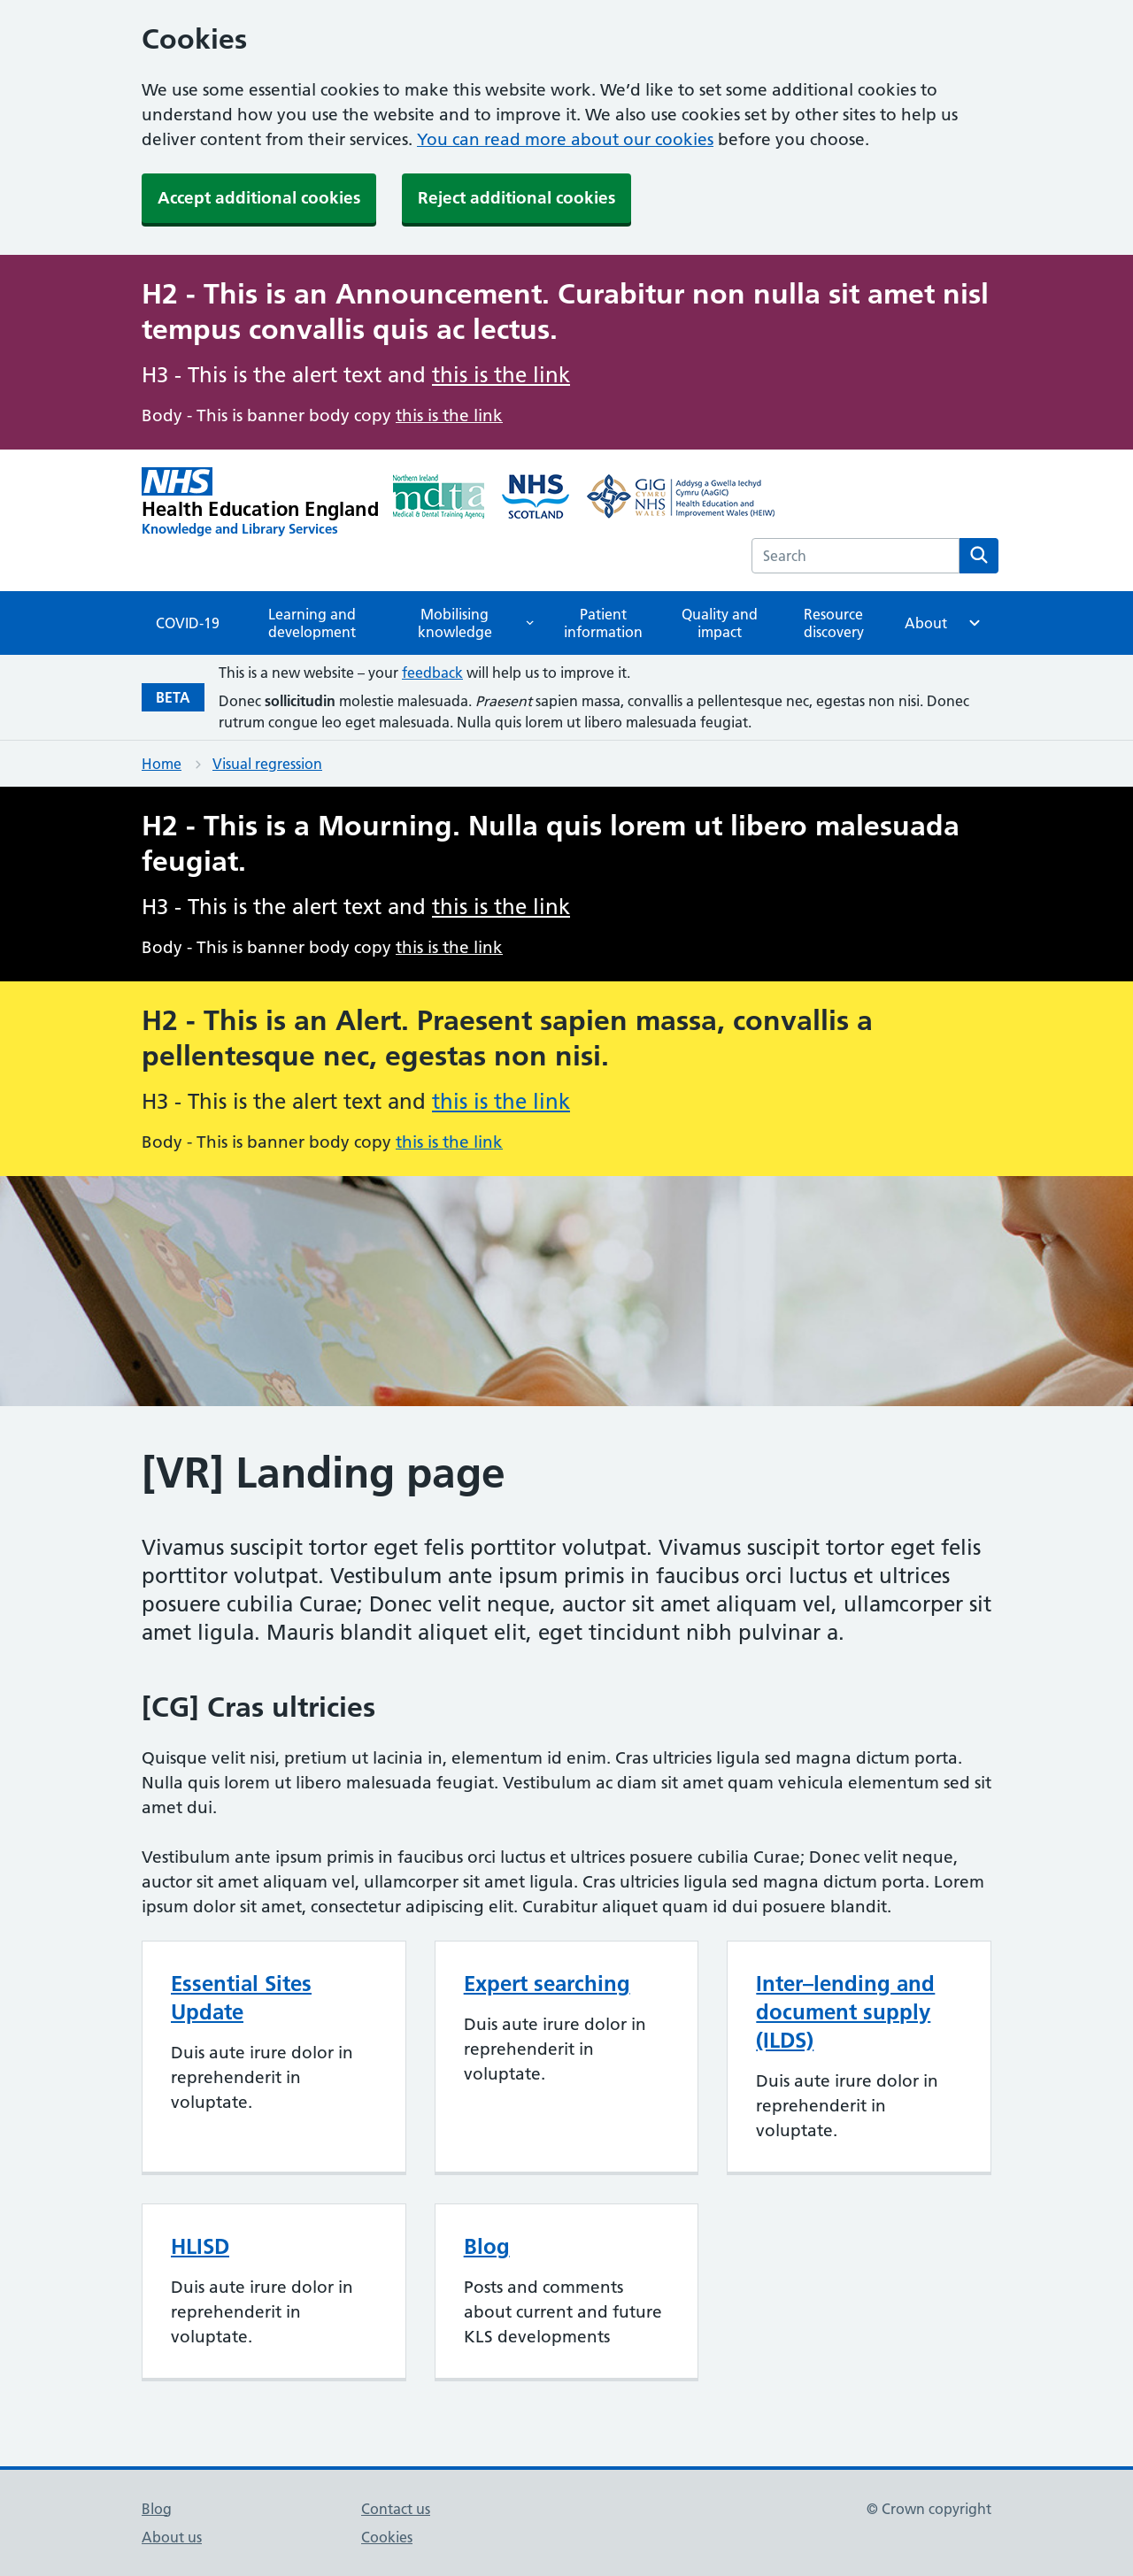 Cookies
We use some essential cookies to make this website work. We’d like to set some additional cookies to
understand how you use the website and to improve it. We also use cookies set by other sites to help us
deliver content from their services. You can read more about our cookies before you choose.
Accept additional cookies
Reject additional cookies
H2 - This is an Announcement. Curabitur non nulla sit amet nisl
tempus convallis quis ac lectus.
H3 - This is the alert text and this is the link
Body - This is banner body copy this is the link
NHS
Health Education England
Knowledge and Library Services
Northern Ireland
mdta
Medical & Dental Training Agency
NHS
SCOTLAND
GIG
CYMRU
NHS
WALES
Addysg a Gwella Iechyd
Cymru (AaGIC)
Health Education and
Improvement Wales (HEIW)
Search
COVID-19
Learning and
development
Mobilising
knowledge
Patient
information
Quality and
impact
Resource
discovery
About
BETA
This is a new website – your feedback will help us to improve it.
Donec sollicitudin molestie malesuada. Praesent sapien massa, convallis a pellentesque nec, egestas non nisi. Donec
rutrum congue leo eget malesuada. Nulla quis lorem ut libero malesuada feugiat.
Home
Visual regression
H2 - This is a Mourning. Nulla quis lorem ut libero malesuada
feugiat.
H3 - This is the alert text and this is the link
Body - This is banner body copy this is the link
H2 - This is an Alert. Praesent sapien massa, convallis a
pellentesque nec, egestas non nisi.
H3 - This is the alert text and this is the link
Body - This is banner body copy this is the link
[VR] Landing page
Vivamus suscipit tortor eget felis porttitor volutpat. Vivamus suscipit tortor eget felis
porttitor volutpat. Vestibulum ante ipsum primis in faucibus orci luctus et ultrices
posuere cubilia Curae; Donec velit neque, auctor sit amet aliquam vel, ullamcorper sit
amet ligula. Mauris blandit aliquet elit, eget tincidunt nibh pulvinar a.
[CG] Cras ultricies
Quisque velit nisi, pretium ut lacinia in, elementum id enim. Cras ultricies ligula sed magna dictum porta.
Nulla quis lorem ut libero malesuada feugiat. Vestibulum ac diam sit amet quam vehicula elementum sed sit
amet dui.
Vestibulum ante ipsum primis in faucibus orci luctus et ultrices posuere cubilia Curae; Donec velit neque,
auctor sit amet aliquam vel, ullamcorper sit amet ligula. Cras ultricies ligula sed magna dictum porta. Lorem
ipsum dolor sit amet, consectetur adipiscing elit. Curabitur aliquet quam id dui posuere blandit.
Essential Sites
Update
Duis aute irure dolor in
reprehenderit in
voluptate.
Expert searching
Duis aute irure dolor in
reprehenderit in
voluptate.
Inter–lending and
document supply
(ILDS)
Duis aute irure dolor in
reprehenderit in
voluptate.
HLISD
Duis aute irure dolor in
reprehenderit in
voluptate.
Blog
Posts and comments
about current and future
KLS developments
Blog
About us
Contact us
Cookies
© Crown copyright